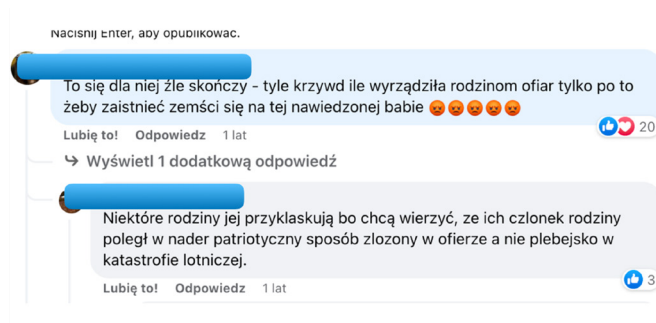 Naciśnij Enter, aby opublikować.
To się dla niej źle skończy - tyle krzywd ile wyrządziła rodzinom ofiar tylko po to
żeby zaistnieć zemści się na tej nawiedzonej babie 😡😡😡😡😡
20
Lubię to! Odpowiedz 1 lat
↪ Wyświetl 1 dodatkową odpowiedź
Niektóre rodziny jej przyklaskują bo chcą wierzyć, ze ich czlonek rodziny
poległ w nader patriotyczny sposób zlozony w ofierze a nie plebejsko w
katastrofie lotniczej.
3
Lubię to! Odpowiedz 1 lat